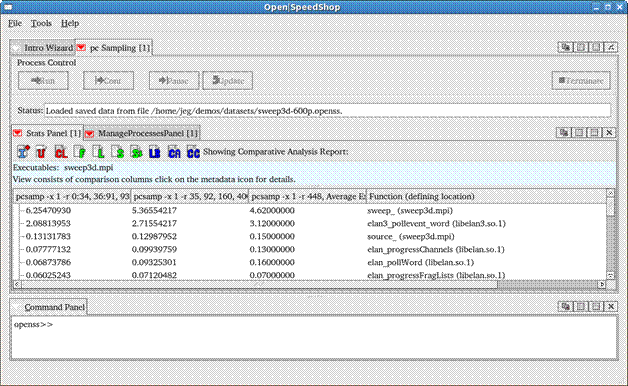 Open|SpeedShop
File Tools Help
Intro Wizard pc Sampling [1]
Process Control
Run Cont Pause Update Terminate
Status: Loaded saved data from file /home/jeg/demos/datasets/sweep3d-600p.openss.
Stats Panel [1] ManageProcessesPanel [1]
I U CL F L LB CA CC Showing Comparative Analysis Report:
Executables: sweep3d.mpi
View consists of comparison columns click on the metadata icon for details.
pcsamp -x 1 -r 0:34, 36:91, 93 pcsamp -x 1 -r 35, 92, 160, 40 pcsamp -x 1 -r 448, Average E Function (defining location)
6.25470930 5.36554217 4.62000000 sweep_ (sweep3d.mpi)
2.08813953 2.71554217 3.12000000 elan3_pollevent_word (libelan3.so.1)
0.13131783 0.12987952 0.15000000 source_ (sweep3d.mpi)
0.07777132 0.09939759 0.13000000 elan_progressChannels (libelan.so.1)
0.06873786 0.09325301 0.16000000 elan_pollWord (libelan.so.1)
0.06025243 0.07120482 0.07000000 elan_progressFragLists (libelan.so.1)
Command Panel
openss>>